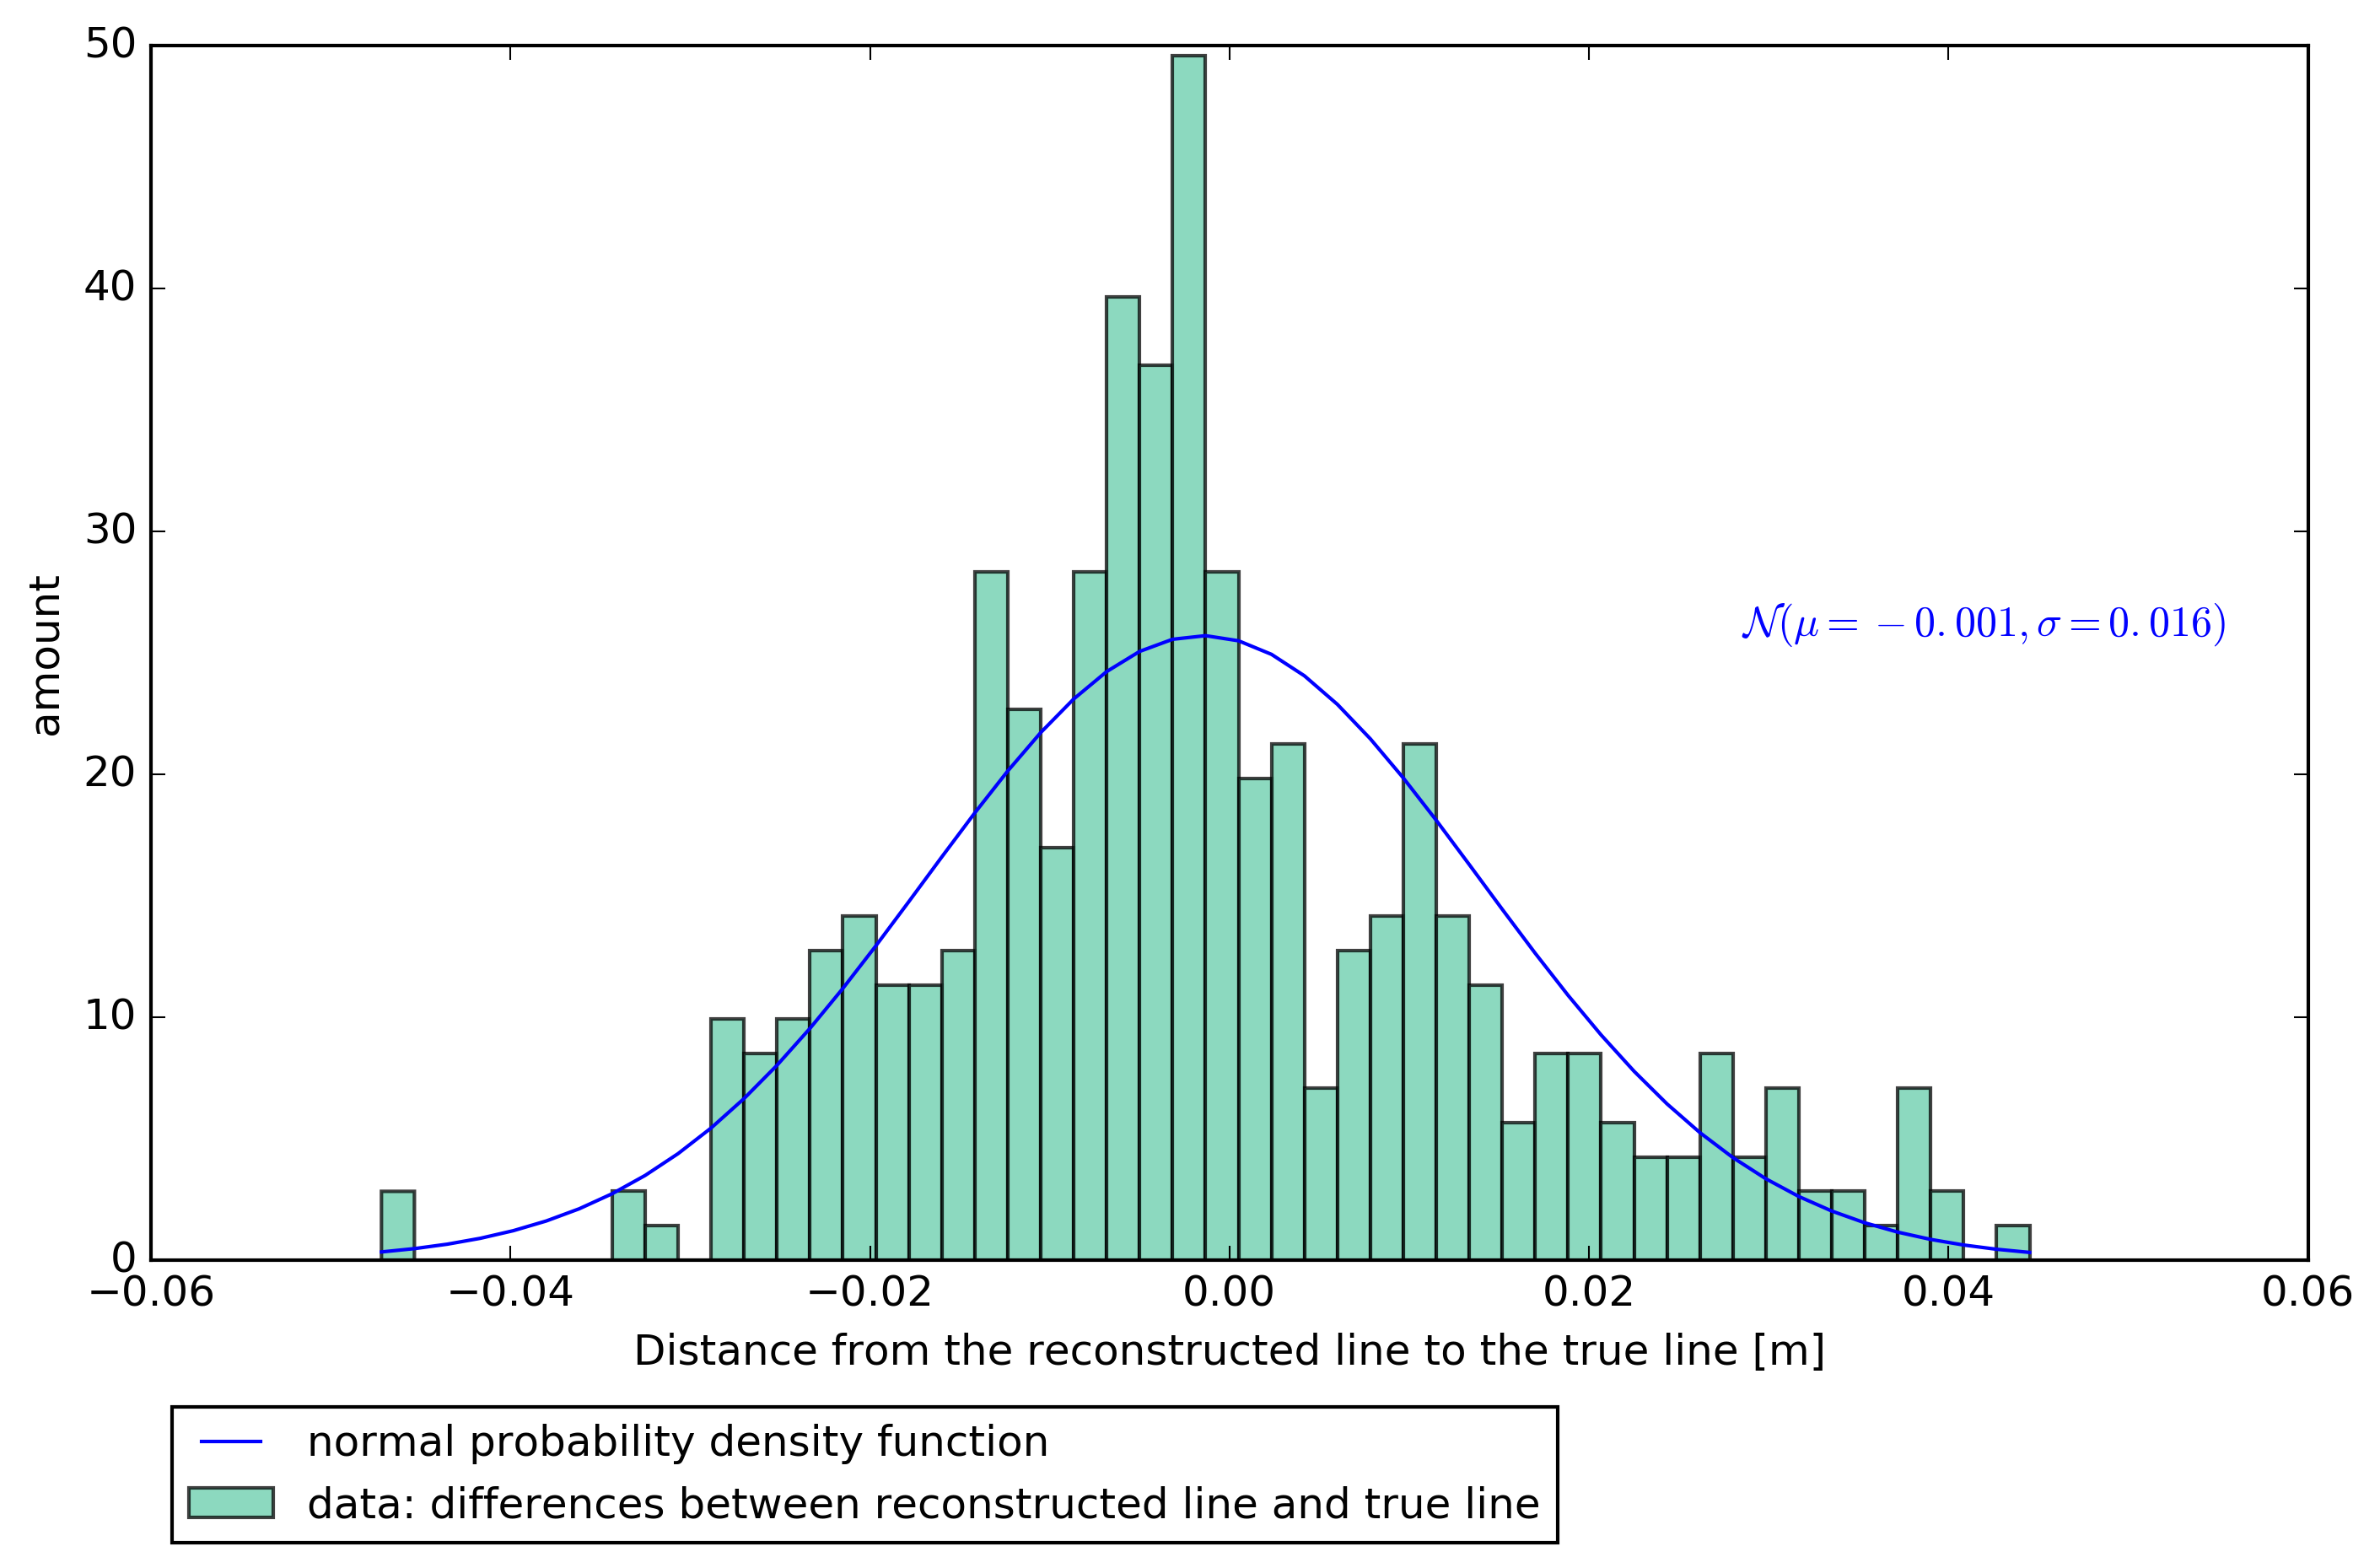 50
40
30
20
10
0
amount
−0.06
−0.04
−0.02
0.00
0.02
0.04
0.06
Distance from the reconstructed line to the true line [m]
𝒩(μ = −0.001, σ = 0.016)
normal probability density function
data: differences between reconstructed line and true line